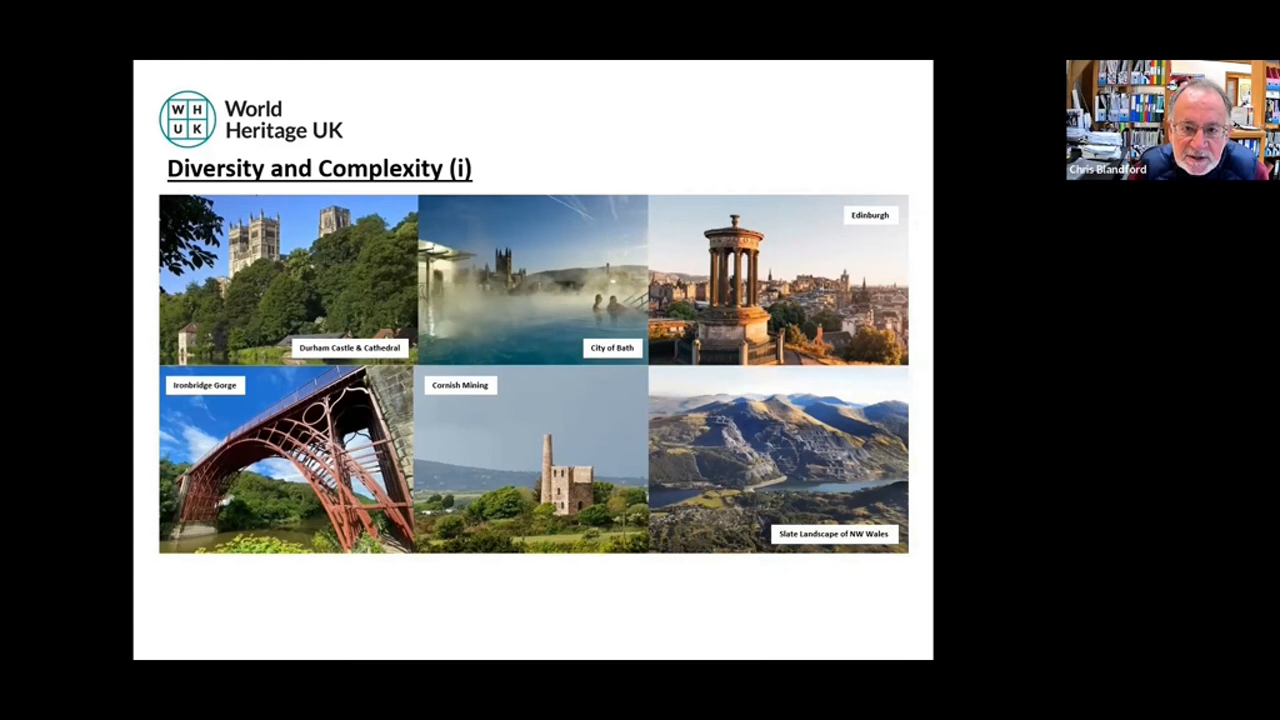 W H
U K
World
Heritage UK
Diversity and Complexity (i)
Edinburgh
Durham Castle & Cathedral
City of Bath
Ironbridge Gorge
Cornish Mining
Slate Landscape of NW Wales
Chris Blandford